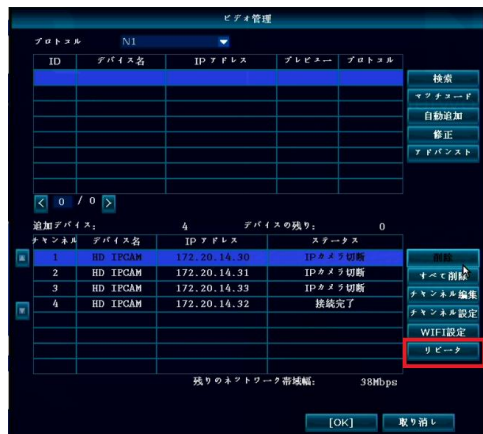 ビデオ管理
プロトコル N1
ID デバイス名 IP アドレス プレビュー プロトコル
検索
マッチコード
自動追加
修正
アドバンスト
0 / 0
追加デバイス: 4 デバイスの残り: 0
チャンネル デバイス名 IP アドレス ステータス
1 HD IPCAM 172.20.14.30 IPカメラ切断 削除
2 HD IPCAM 172.20.14.31 IPカメラ切断 すべて削除
3 HD IPCAM 172.20.14.33 IPカメラ切断 チャンネル編集
4 HD IPCAM 172.20.14.32 接続完了 チャンネル設定
WIFI設定
リピータ
残りのネットワーク帯域幅: 38Mbps
[OK] 取り消し